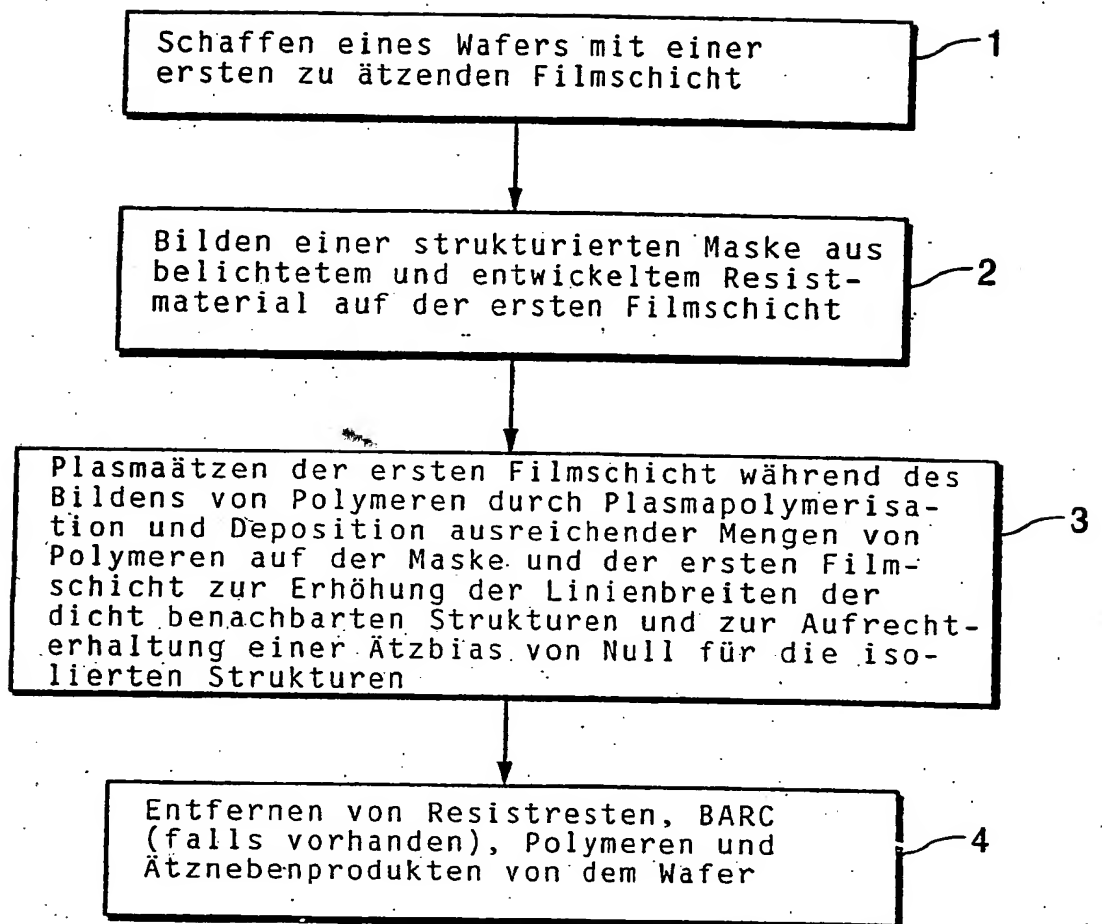 Schaffen eines Wafers mit einer
ersten zu ätzenden Filmschicht
1
Bilden einer strukturierten Maske aus
belichtetem und entwickeltem Resist-
material auf der ersten Filmschicht
2
Plasmaätzen der ersten Filmschicht während des
Bildens von Polymeren durch Plasmapolymerisa-
tion und Deposition ausreichender Mengen von
Polymeren auf der Maske und der ersten Film-
schicht zur Erhöhung der Linienbreiten der
dicht benachbarten Strukturen und zur Aufrecht-
erhaltung einer Ätzbias von Null für die iso-
lierten Strukturen
3
Entfernen von Resistresten, BARC
(falls vorhanden), Polymeren und
Ätznebenprodukten von dem Wafer
4